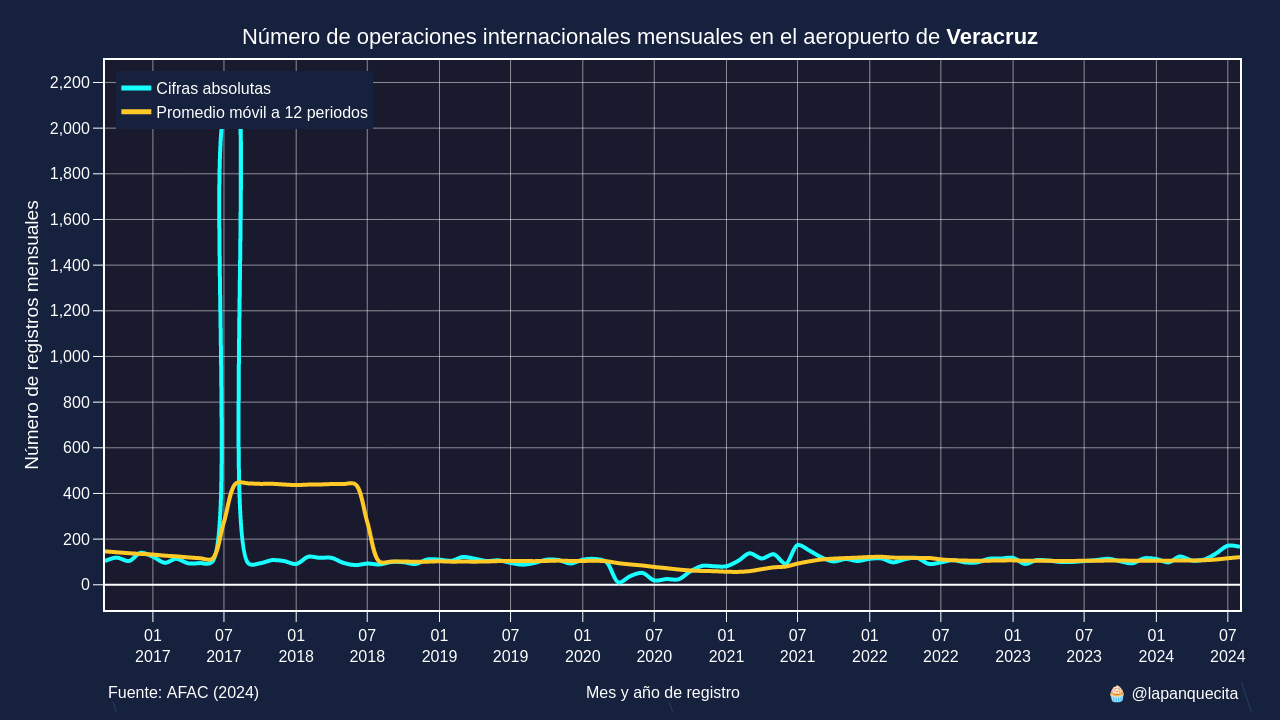 Número de operaciones internacionales mensuales en el aeropuerto de Veracruz
Cifras absolutas
Promedio móvil a 12 periodos
Número de registros mensuales
2,200
2,000
1,800
1,600
1,400
1,200
1,000
800
600
400
200
0
01 07 01 07 01 07 01 07 01 07 01 07 01 07 01 07
2017 2017 2018 2018 2019 2019 2020 2020 2021 2021 2022 2022 2023 2023 2024 2024
Fuente: AFAC (2024)
Mes y año de registro
🧁 @lapanquecita